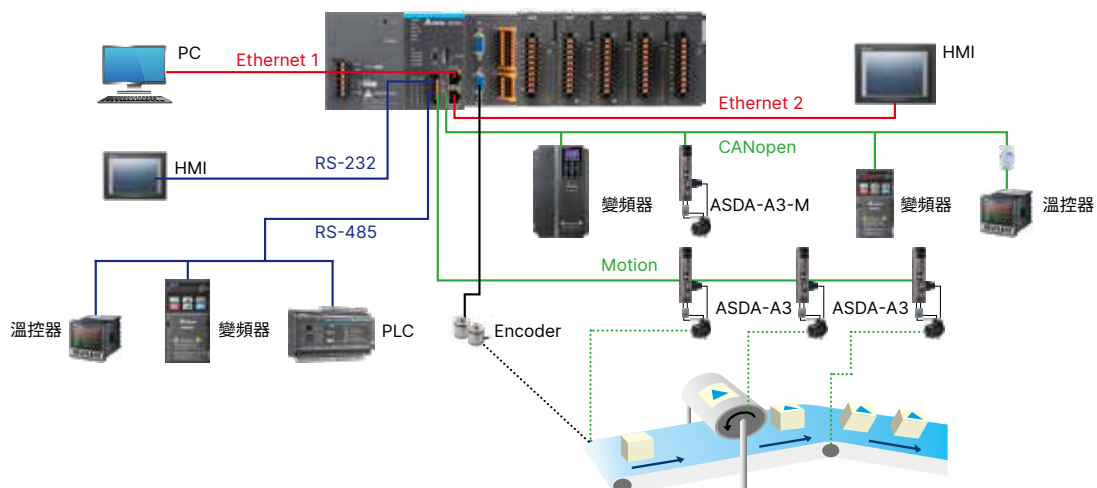 PC
Ethernet 1
HMI
Ethernet 2
CANopen
HMI
RS-232
變頻器
ASDA-A3-M
變頻器
溫控器
RS-485
Motion
溫控器
變頻器
PLC
Encoder
ASDA-A3
ASDA-A3